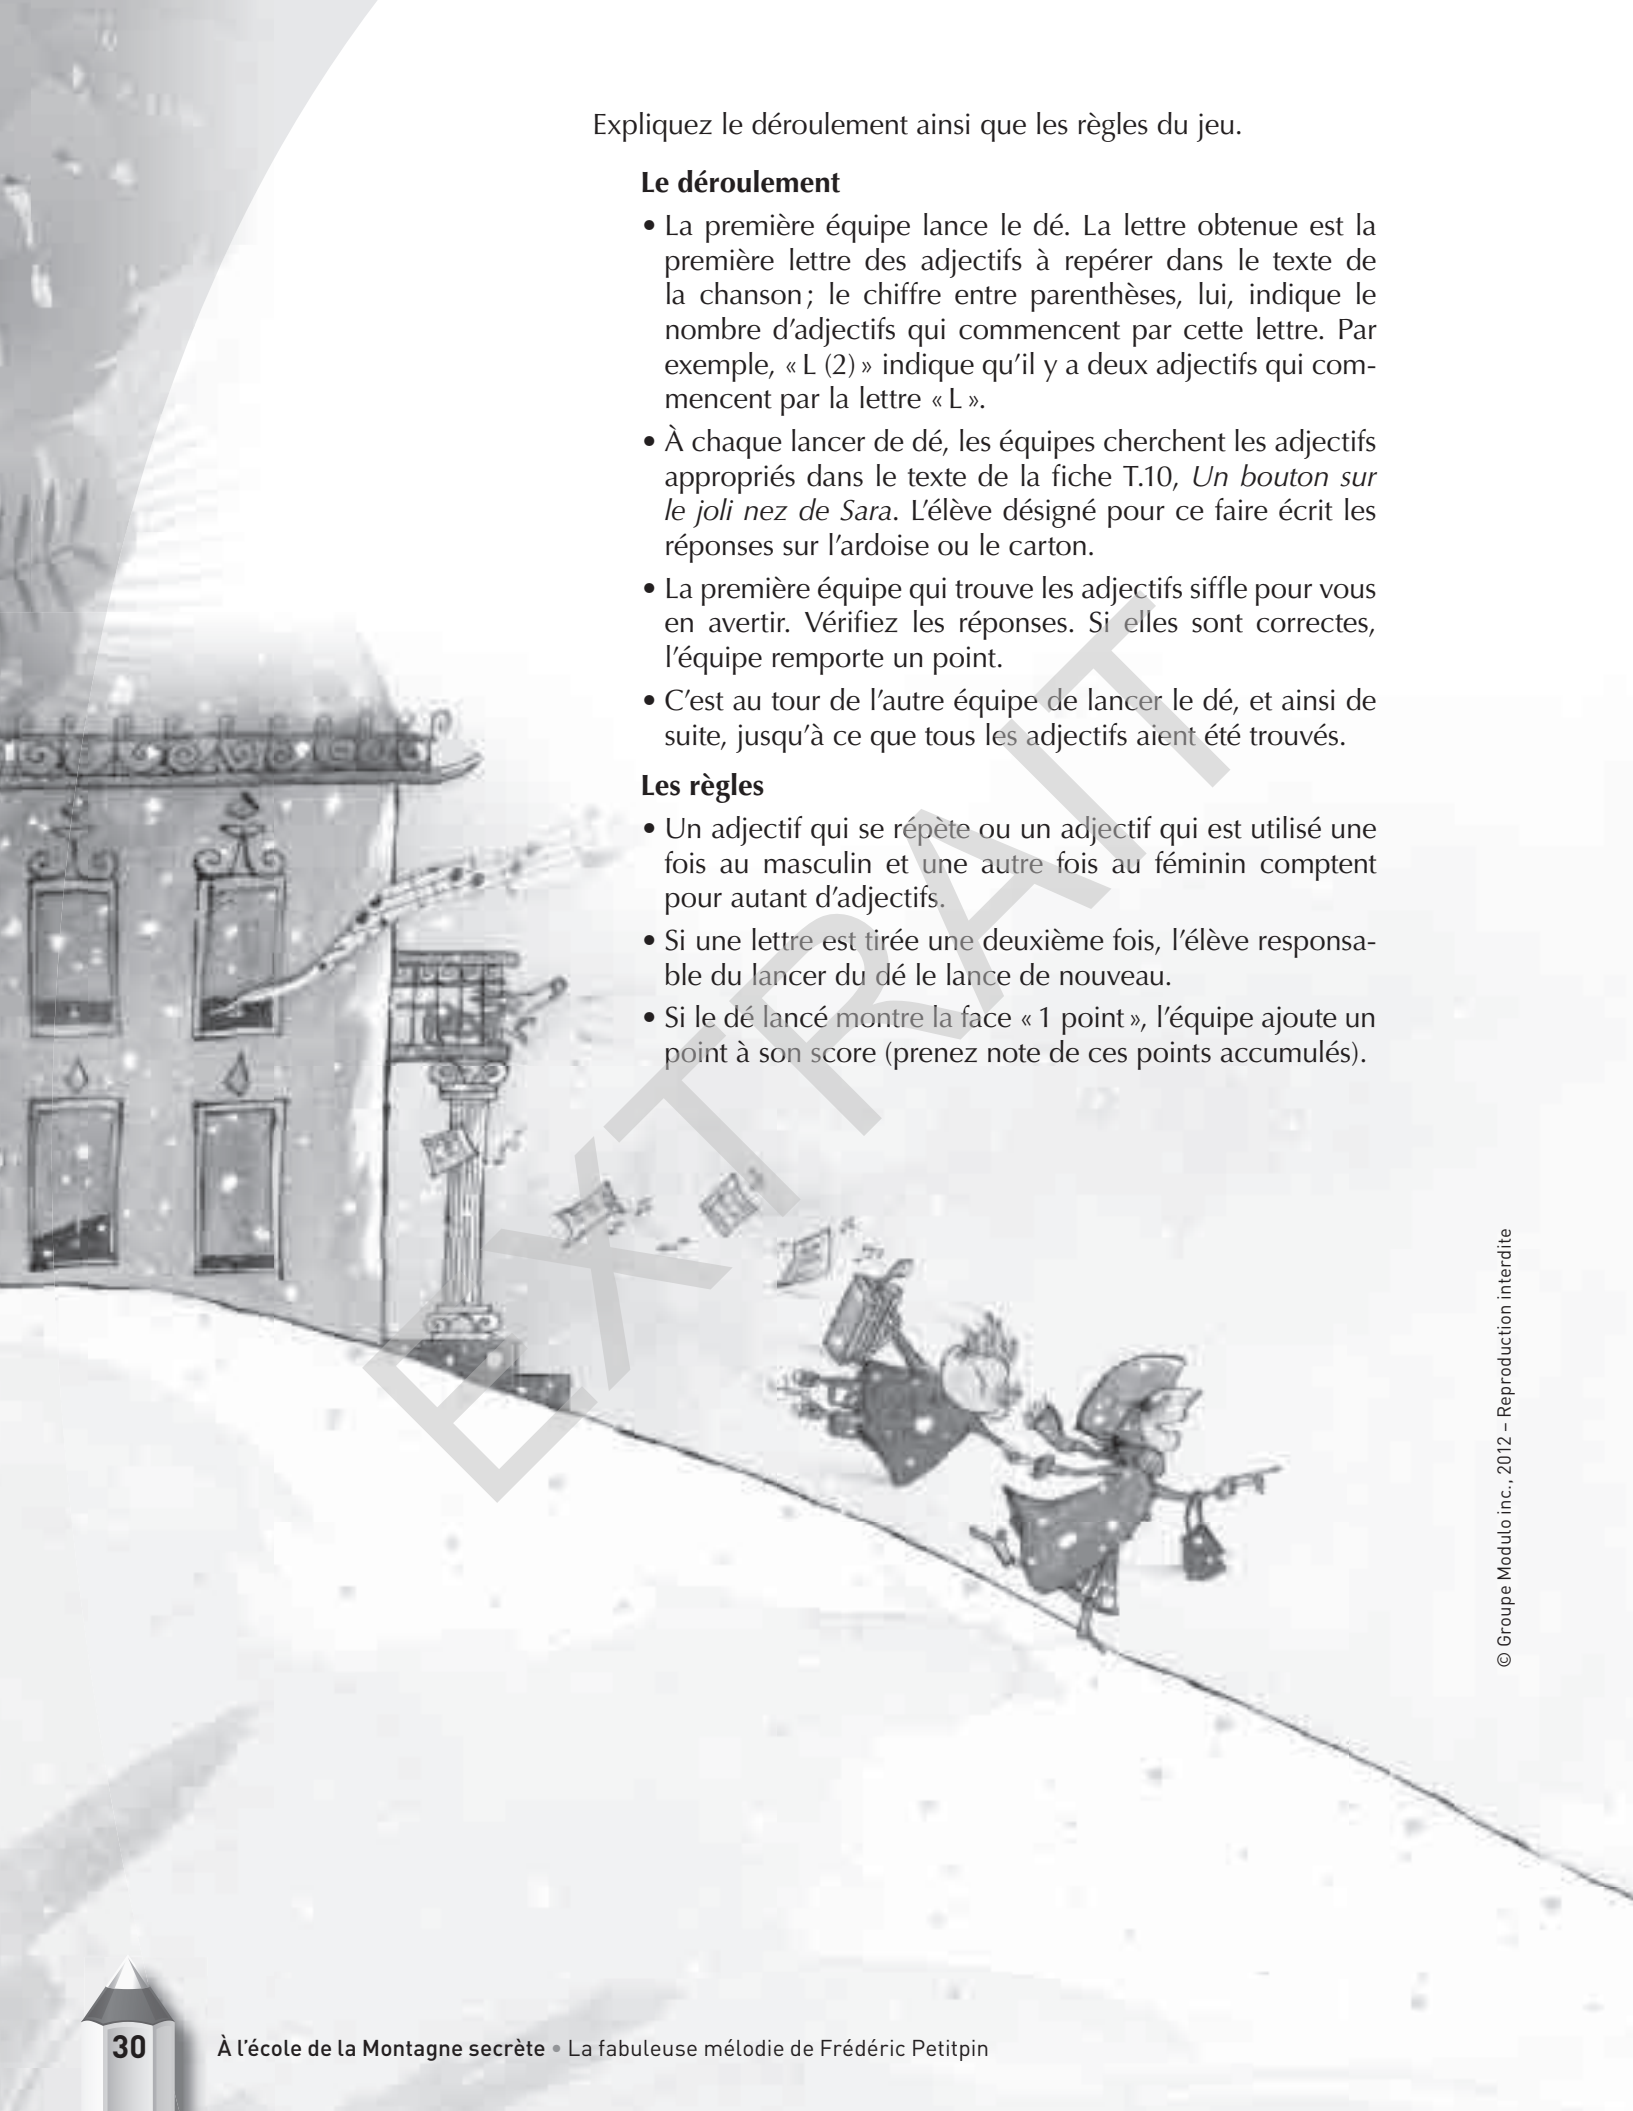 Expliquez le déroulement ainsi que les règles du jeu.
Le déroulement
• La première équipe lance le dé. La lettre obtenue est la
première lettre des adjectifs à repérer dans le texte de
la chanson ; le chiffre entre parenthèses, lui, indique le
nombre d’adjectifs qui commencent par cette lettre. Par
exemple, « L (2) » indique qu’il y a deux adjectifs qui com-
mencent par la lettre « L ».
• À chaque lancer de dé, les équipes cherchent les adjectifs
appropriés dans le texte de la fiche T.10, Un bouton sur
le joli nez de Sara. L’élève désigné pour ce faire écrit les
réponses sur l’ardoise ou le carton.
• La première équipe qui trouve les adjectifs siffle pour vous
en avertir. Vérifiez les réponses. Si elles sont correctes,
l’équipe remporte un point.
• C’est au tour de l’autre équipe de lancer le dé, et ainsi de
suite, jusqu’à ce que tous les adjectifs aient été trouvés.
Les règles
• Un adjectif qui se répète ou un adjectif qui est utilisé une
fois au masculin et une autre fois au féminin comptent
pour autant d’adjectifs.
• Si une lettre est tirée une deuxième fois, l’élève responsa-
ble du lancer du dé le lance de nouveau.
• Si le dé lancé montre la face « 1 point », l’équipe ajoute un
point à son score (prenez note de ces points accumulés).
EXTRAIT
© Groupe Modulo inc., 2012 – Reproduction interdite
30 À l’école de la Montagne secrète • La fabuleuse mélodie de Frédéric Petitpin